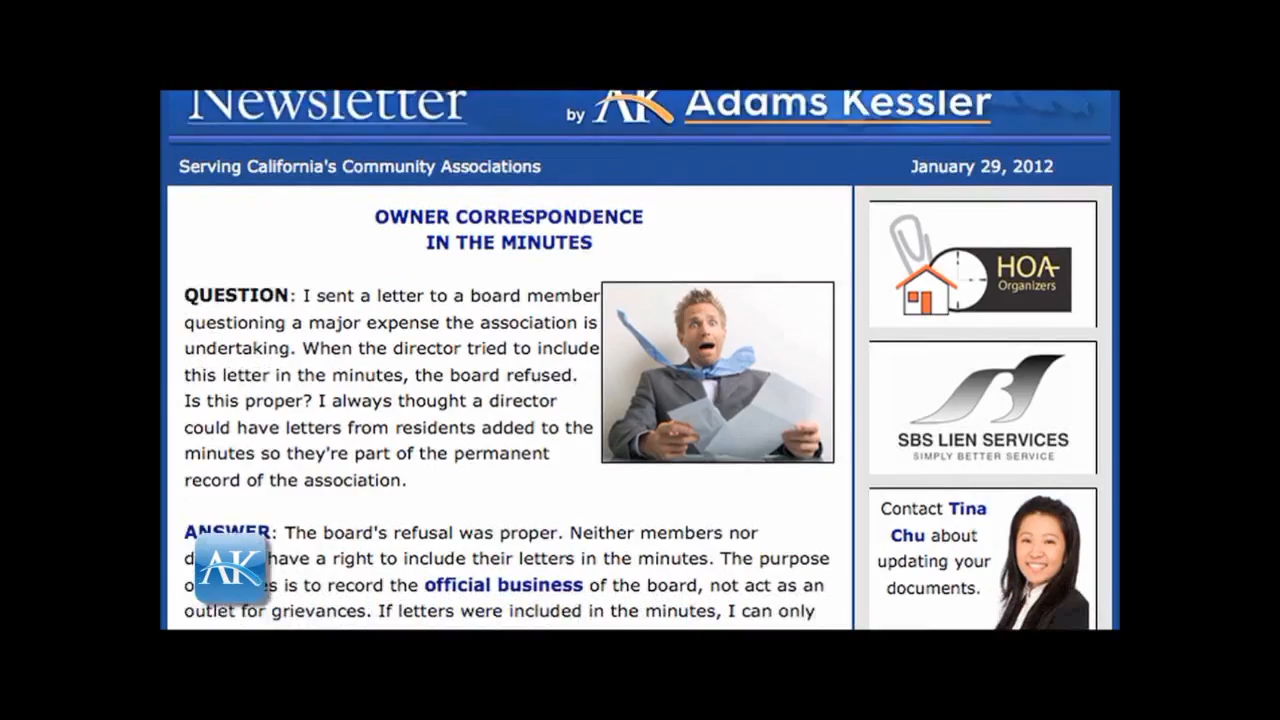 Newsletter
by AK Adams Kessler
Serving California's Community Associations
January 29, 2012
OWNER CORRESPONDENCE
IN THE MINUTES
QUESTION: I sent a letter to a board member
questioning a major expense the association is
undertaking. When the director tried to include
this letter in the minutes, the board refused.
Is this proper? I always thought a director
could have letters from residents added to the
minutes so they're part of the permanent
record of the association.
ANSWER: The board's refusal was proper. Neither members nor
have a right to include their letters in the minutes. The purpose
is to record the official business of the board, not act as an
outlet for grievances. If letters were included in the minutes, I can only
AK
HOA
Organizers
SBS LIEN SERVICES
SIMPLY BETTER SERVICE
Contact Tina
Chu about
updating your
documents.